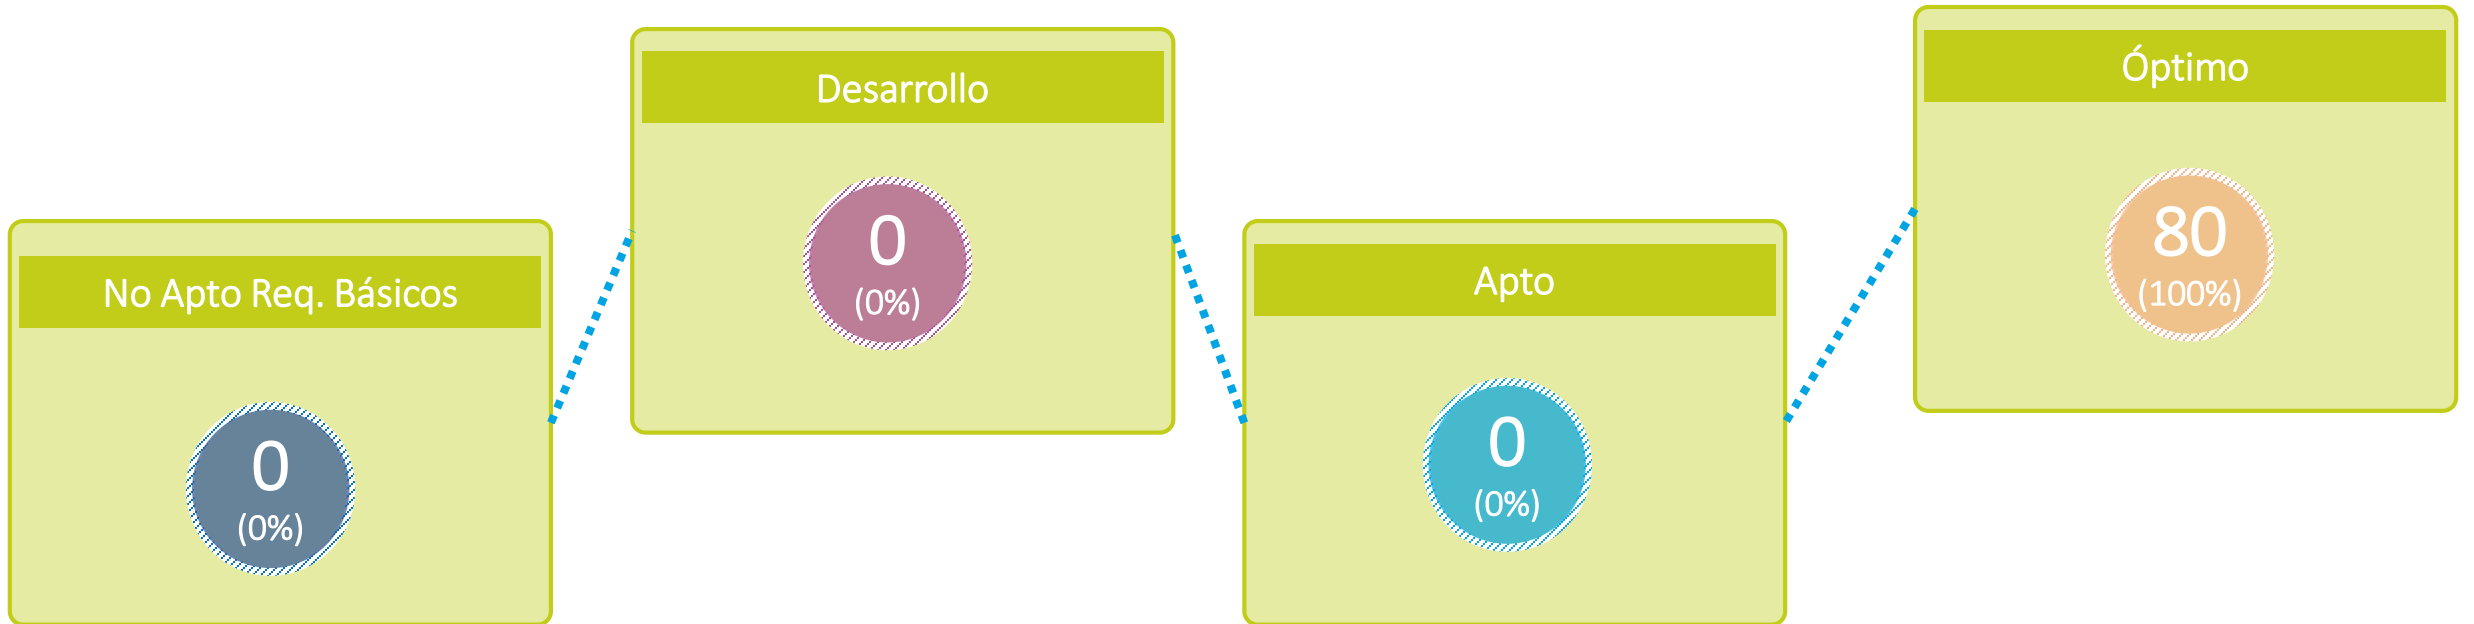 No Apto Req. Básicos
0
(0%)
Desarrollo
0
(0%)
Apto
0
(0%)
Óptimo
80
(100%)